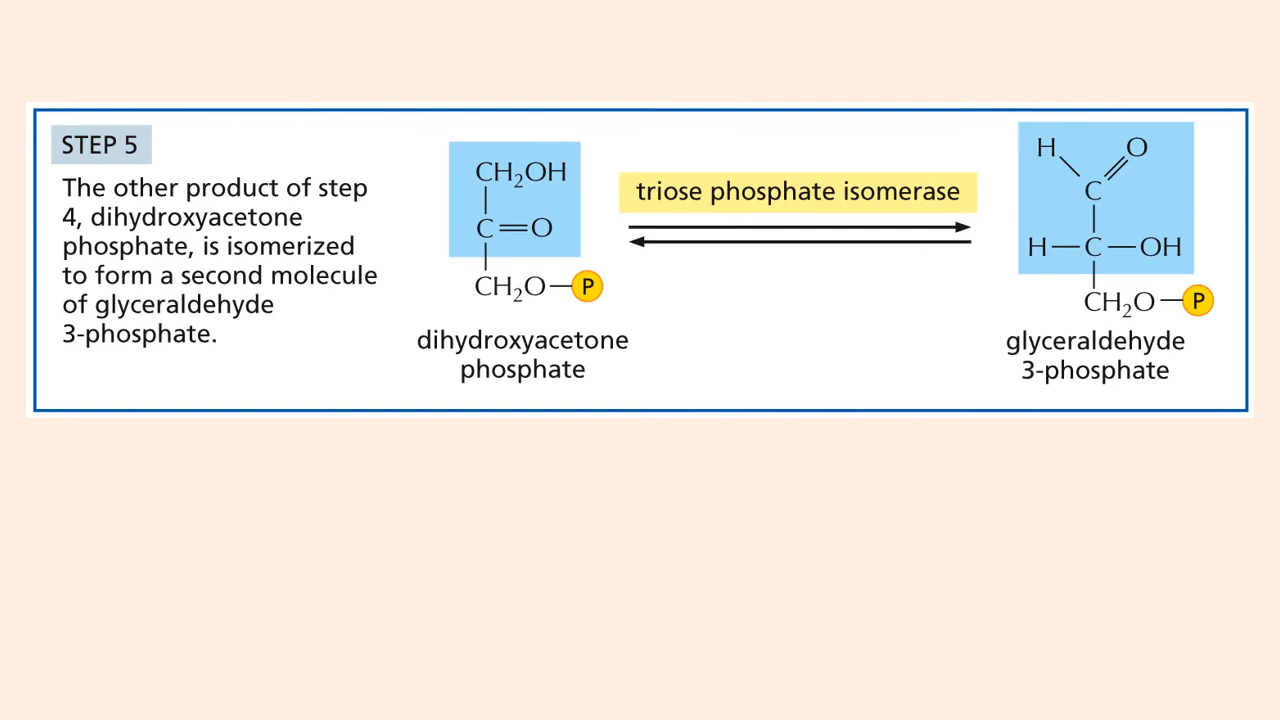 STEP 5
The other product of step
4, dihydroxyacetone
phosphate, is isomerized
to form a second molecule
of glyceraldehyde
3-phosphate.
CH₂OH
C=O
CH₂O—P
dihydroxyacetone
phosphate
triose phosphate isomerase
H O
C
H—C—OH
CH₂O—P
glyceraldehyde
3-phosphate